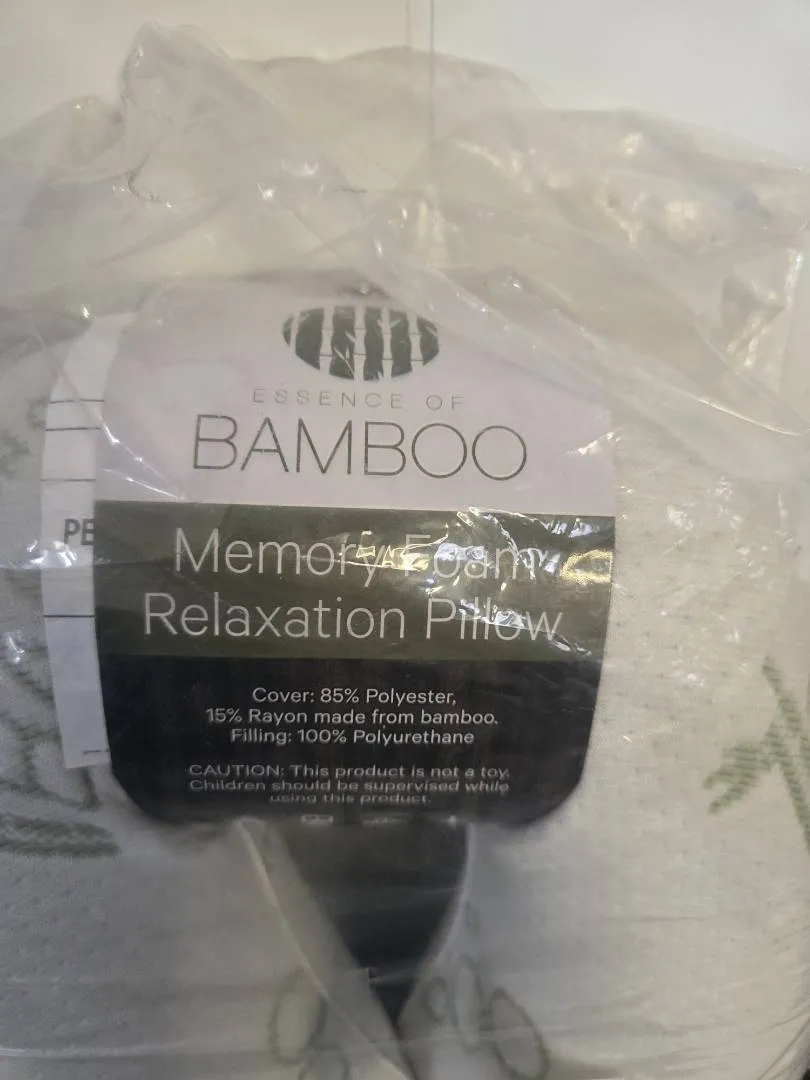 ESSENCE OF
BAMBOO
PE
Memory Foam
Relaxation Pillow
Cover: 85% Polyester,
15% Rayon made from bamboo.
Filling: 100% Polyurethane
CAUTION: This product is not a toy.
Children should be supervised while
using this product.